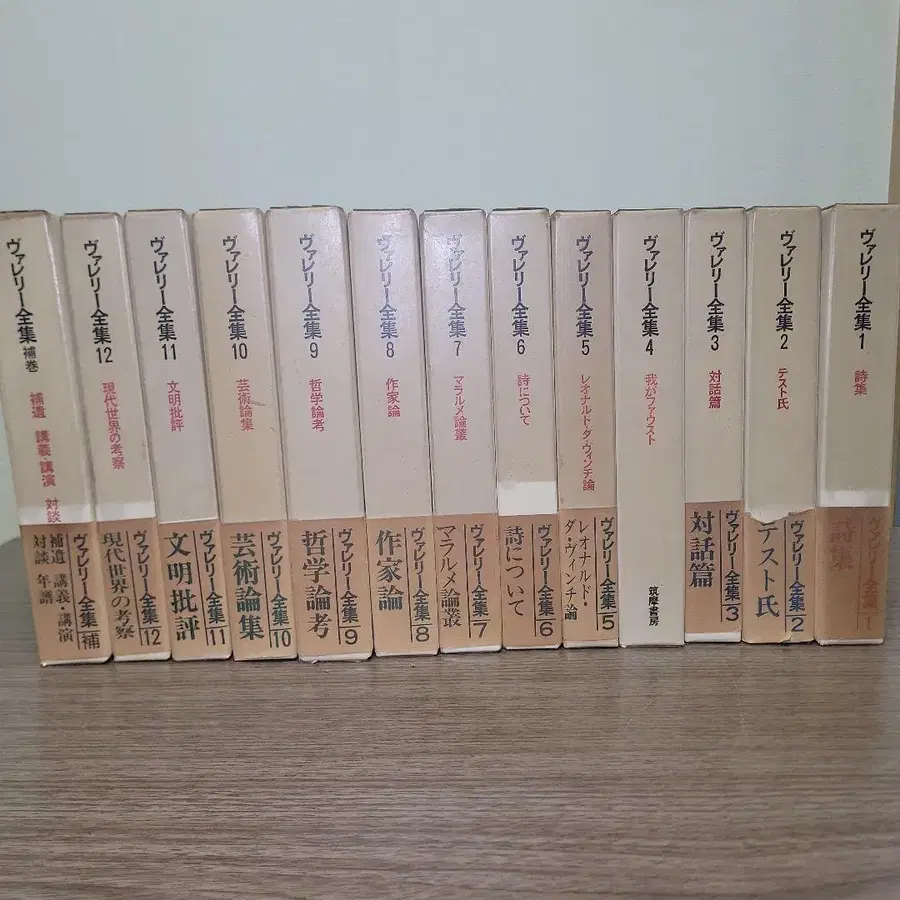 ヴァレリー全集 1
詩集
ヴァレリー全集 1
詩集
ヴァレリー全集 2
テスト氏
ヴァレリー全集 2
テスト氏
ヴァレリー全集 3
対話篇
ヴァレリー全集 3
対話篇
ヴァレリー全集 4
我がファウスト
筑摩書房
ヴァレリー全集 5
レオナルド・ダ・ヴィンチ論
ヴァレリー全集 5
レオナルド・
ダ・ヴィンチ論
ヴァレリー全集 6
詩について
ヴァレリー全集 6
詩について
ヴァレリー全集 7
マラルメ論叢
ヴァレリー全集 7
マラルメ論叢
ヴァレリー全集 8
作家論
ヴァレリー全集 8
作家論
ヴァレリー全集 9
哲学論考
ヴァレリー全集 9
哲学論考
ヴァレリー全集 10
芸術論集
ヴァレリー全集 10
芸術論集
ヴァレリー全集 11
文明批評
ヴァレリー全集 11
文明批評
ヴァレリー全集 12
現代世界の考察
ヴァレリー全集 12
現代世界の考察
ヴァレリー全集 補巻
補遺 講義・講演 対談
ヴァレリー全集 補
補遺 講義・講演
対談 年譜